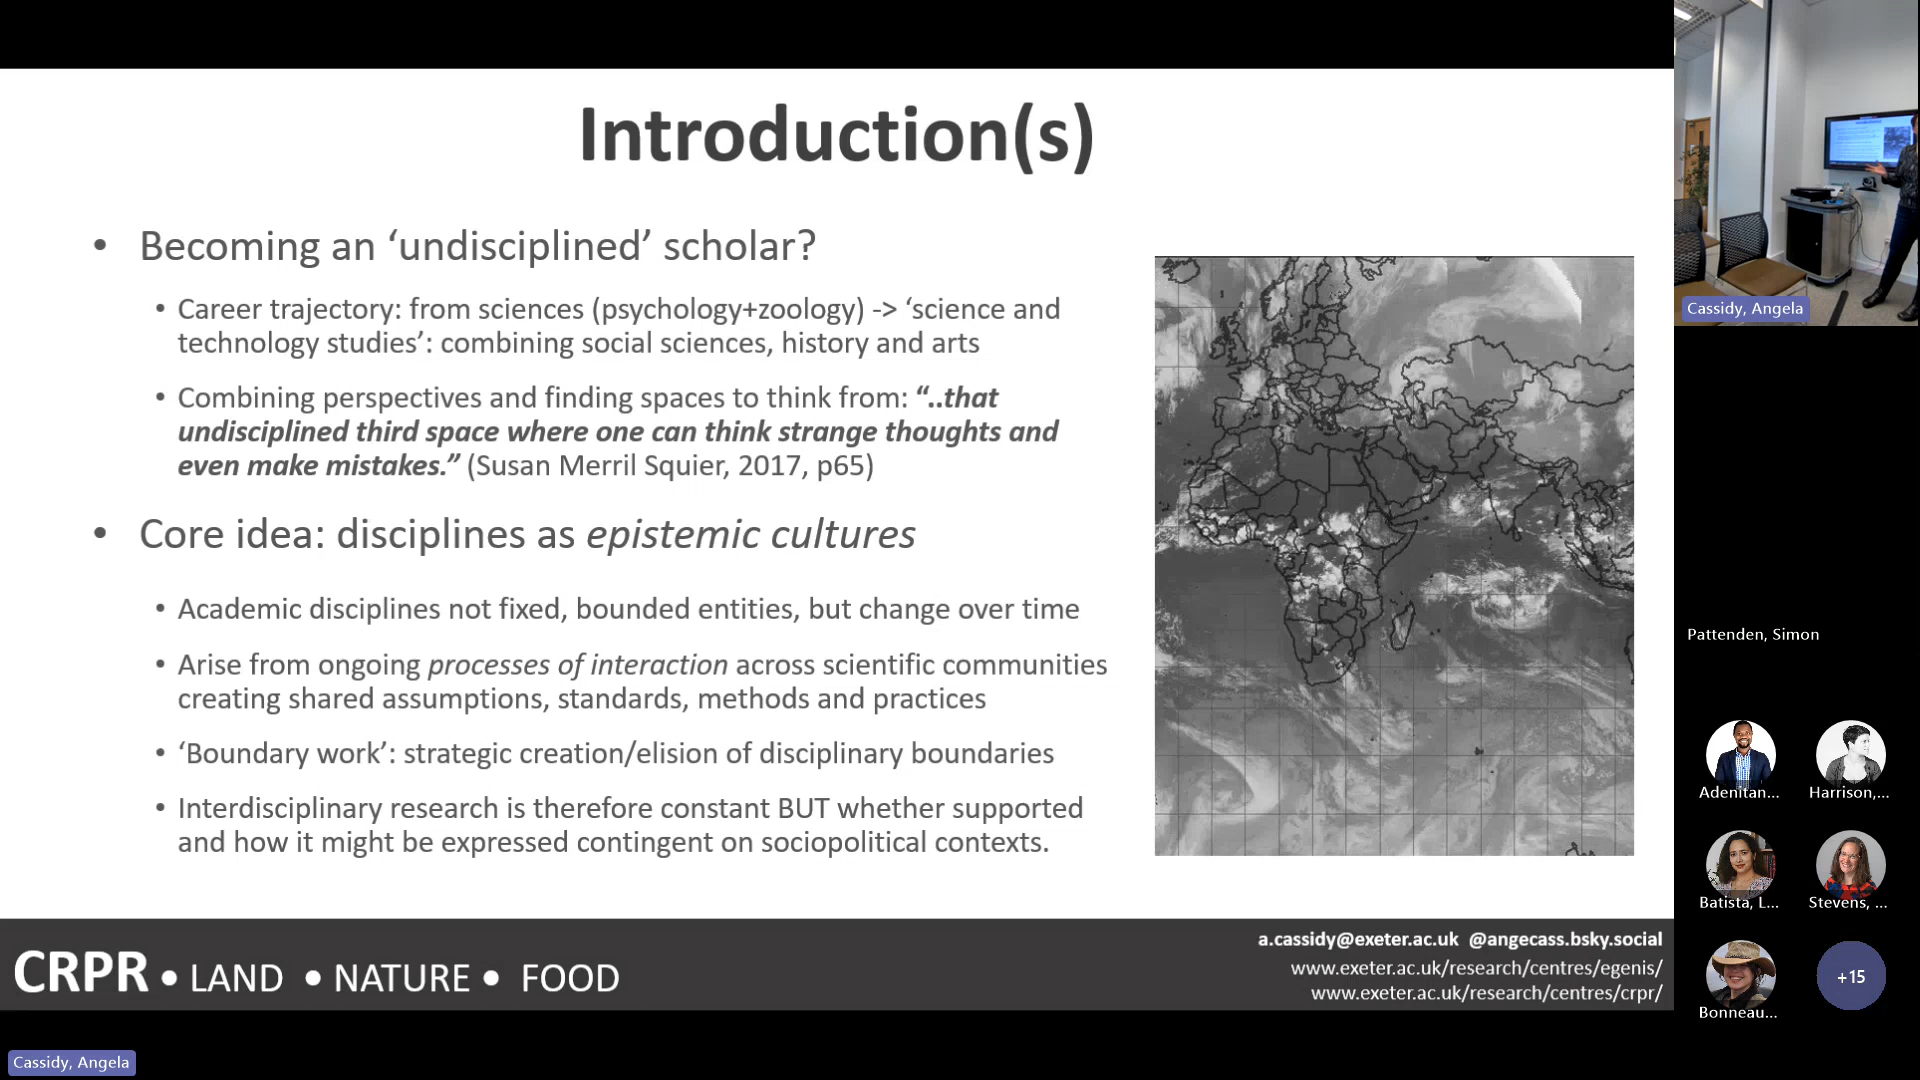 Introduction(s)
• Becoming an ‘undisciplined’ scholar?
• Career trajectory: from sciences (psychology+zoology) -> ‘science and
technology studies’: combining social sciences, history and arts
• Combining perspectives and finding spaces to think from: “..that
undisciplined third space where one can think strange thoughts and
even make mistakes.” (Susan Merril Squier, 2017, p65)
• Core idea: disciplines as epistemic cultures
• Academic disciplines not fixed, bounded entities, but change over time
• Arise from ongoing processes of interaction across scientific communities
creating shared assumptions, standards, methods and practices
• ‘Boundary work’: strategic creation/elision of disciplinary boundaries
• Interdisciplinary research is therefore constant BUT whether supported
and how it might be expressed contingent on sociopolitical contexts.
CRPR • LAND • NATURE • FOOD
a.cassidy@exeter.ac.uk @angecass.bsky.social
www.exeter.ac.uk/research/centres/egenis/
www.exeter.ac.uk/research/centres/crpr/
Cassidy, Angela
Cassidy, Angela
Pattenden, Simon
Adenitan...
Harrison,...
Batista, L...
Stevens, ...
Bonneau...
+15